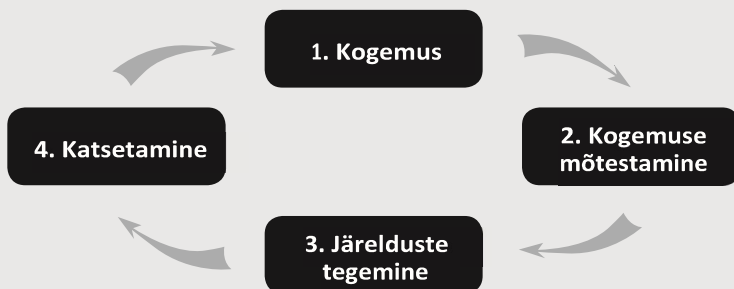 1. Kogemus
2. Kogemuse
mõtestamine
3. Järelduste
tegemine
4. Katsetamine